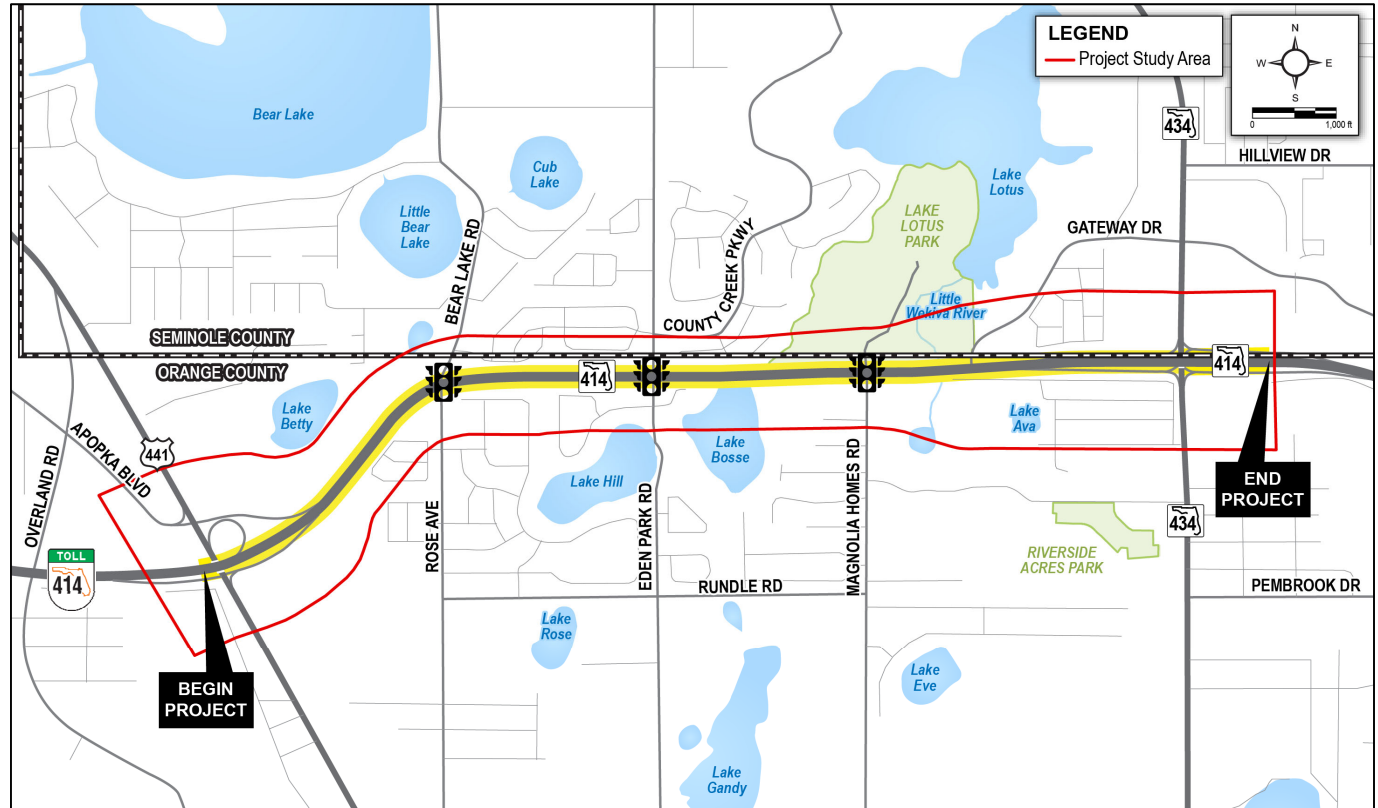 LEGEND
Project Study Area
N
W
E
S
0
1,000 ft
Bear Lake
434
HILLVIEW DR
Cub
Lake
Lake
Lotus
Little
Bear
Lake
LAKE
LOTUS
PARK
BEAR LAKE RD
COUNTY CREEK PKWY
GATEWAY DR
Little
Wekiva River
SEMINOLE COUNTY
ORANGE COUNTY
414
414
Lake
Betty
Lake
Ava
OVERLAND RD
APOPKA BLVD
441
Lake
Bosse
Lake Hill
END
PROJECT
ROSE AVE
EDEN PARK RD
MAGNOLIA HOMES RD
434
TOLL
414
RIVERSIDE
ACRES PARK
RUNDLE RD
PEMBROOK DR
Lake
Rose
BEGIN
PROJECT
Lake
Eve
Lake
Gandy